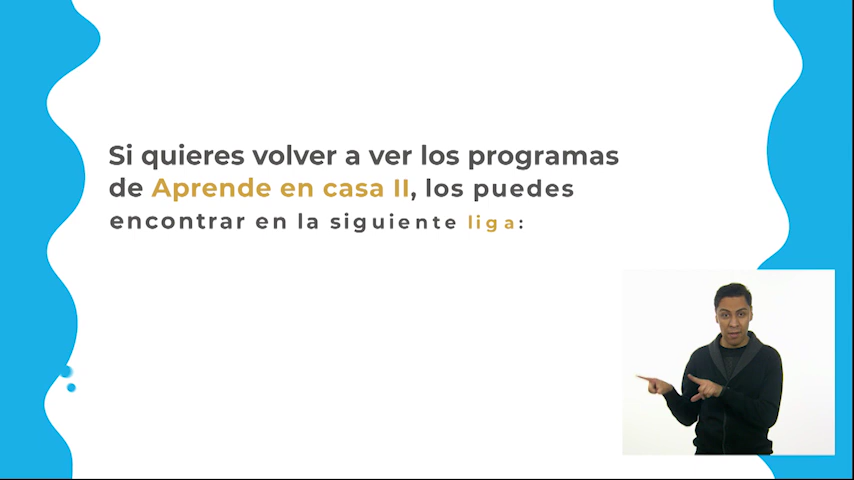 Si quieres volver a ver los programas
de Aprende en casa II, los puedes
encontrar en la siguiente liga: